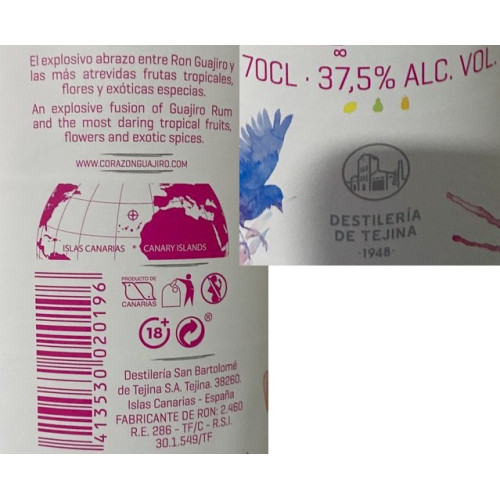 El explosivo abrazo entre Ron Guajiro y
las más atrevidas frutas tropicales,
flores y exóticas especias.
An explosive fusion of Guajiro Rum
and the most daring tropical fruits,
flowers and exotic spices.
WWW.CORAZONGUAJIRO.COM
ISLAS CANARIAS * CANARY ISLANDS
PRODUCTO DE
CANARIAS
18+
®
413530020196
Destilería San Bartolomé
de Tejina S.A. Tejina. 38260.
Islas Canarias - España
FABRICANTE DE RON: 2.460
R.E. 286 - TF/C - R.S.I.
30.1.549/TF
70CL · 37,5% ALC. VOL.
DESTILERÍA
DE TEJINA
· 1948 ·